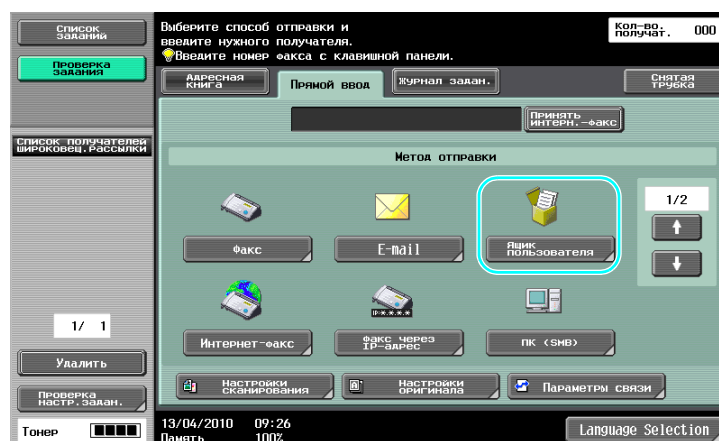 Список
заданий
Проверка
задания
Список получателей
широковещ.рассылки
1/ 1
Удалить
Проверка
настр.задан.
Тонер
Выберите способ отправки и
введите нужного получателя.
Введите номер факса с клавишной панели.
Кол-во.
получат. 000
Адресная
книга
Прямой ввод
Журнал задан.
Снятая
трубка
Принять
интерн.-факс
Метод отправки
Факс
E-mail
Ящик
пользователя
1/2
Интернет-факс
IP:*.*.*.*
Факс через
IP-адрес
ПК (SMB)
Настройки
сканирования
Настройки
оригинала
Параметры связи
13/04/2010 09:26
Память 100%
Language Selection